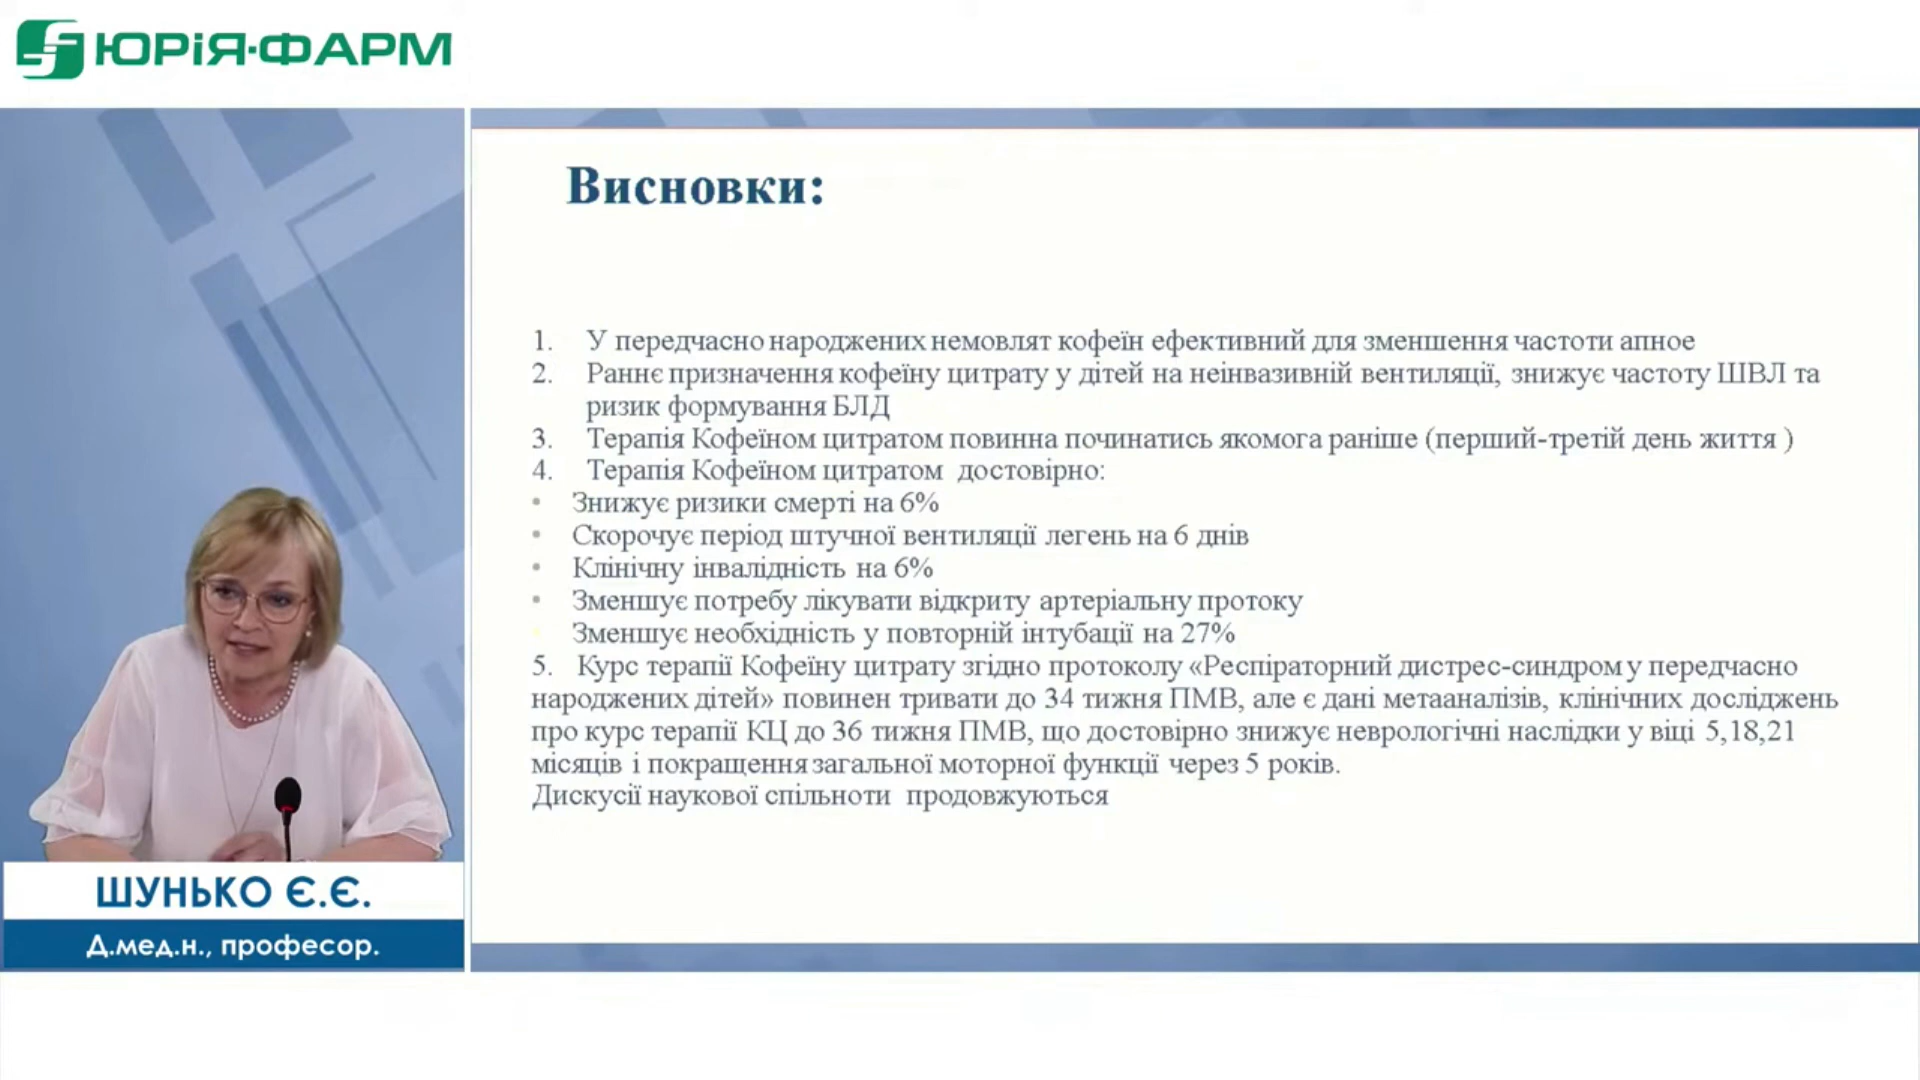 ЮРіЯ·ФАРМ
Висновки:
1. У передчасно народжених немовлят кофеїн ефективний для зменшення частоти апное
2. Раннє призначення кофеїну цитрату у дітей на неінвазивній вентиляції, знижує частоту ШВЛ та
ризик формування БЛД
3. Терапія Кофеїном цитратом повинна починатись якомога раніше (перший-третій день життя )
4. Терапія Кофеїном цитратом достовірно:
• Знижує ризики смерті на 6%
• Скорочує період штучної вентиляції легень на 6 днів
• Клінічну інвалідність на 6%
• Зменшує потребу лікувати відкриту артеріальну протоку
• Зменшує необхідність у повторній інтубації на 27%
5. Курс терапії Кофеїну цитрату згідно протоколу «Респіраторний дистрес-синдром у передчасно
народжених дітей» повинен тривати до 34 тижня ПМВ, але є дані метааналізів, клінічних досліджень
про курс терапії КЦ до 36 тижня ПМВ, що достовірно знижує неврологічні наслідки у віці 5,18,21
місяців і покращення загальної моторної функції через 5 років.
Дискусії наукової спільноти продовжуються
ШУНЬКО Є.Є.
Д.мед.н., професор.